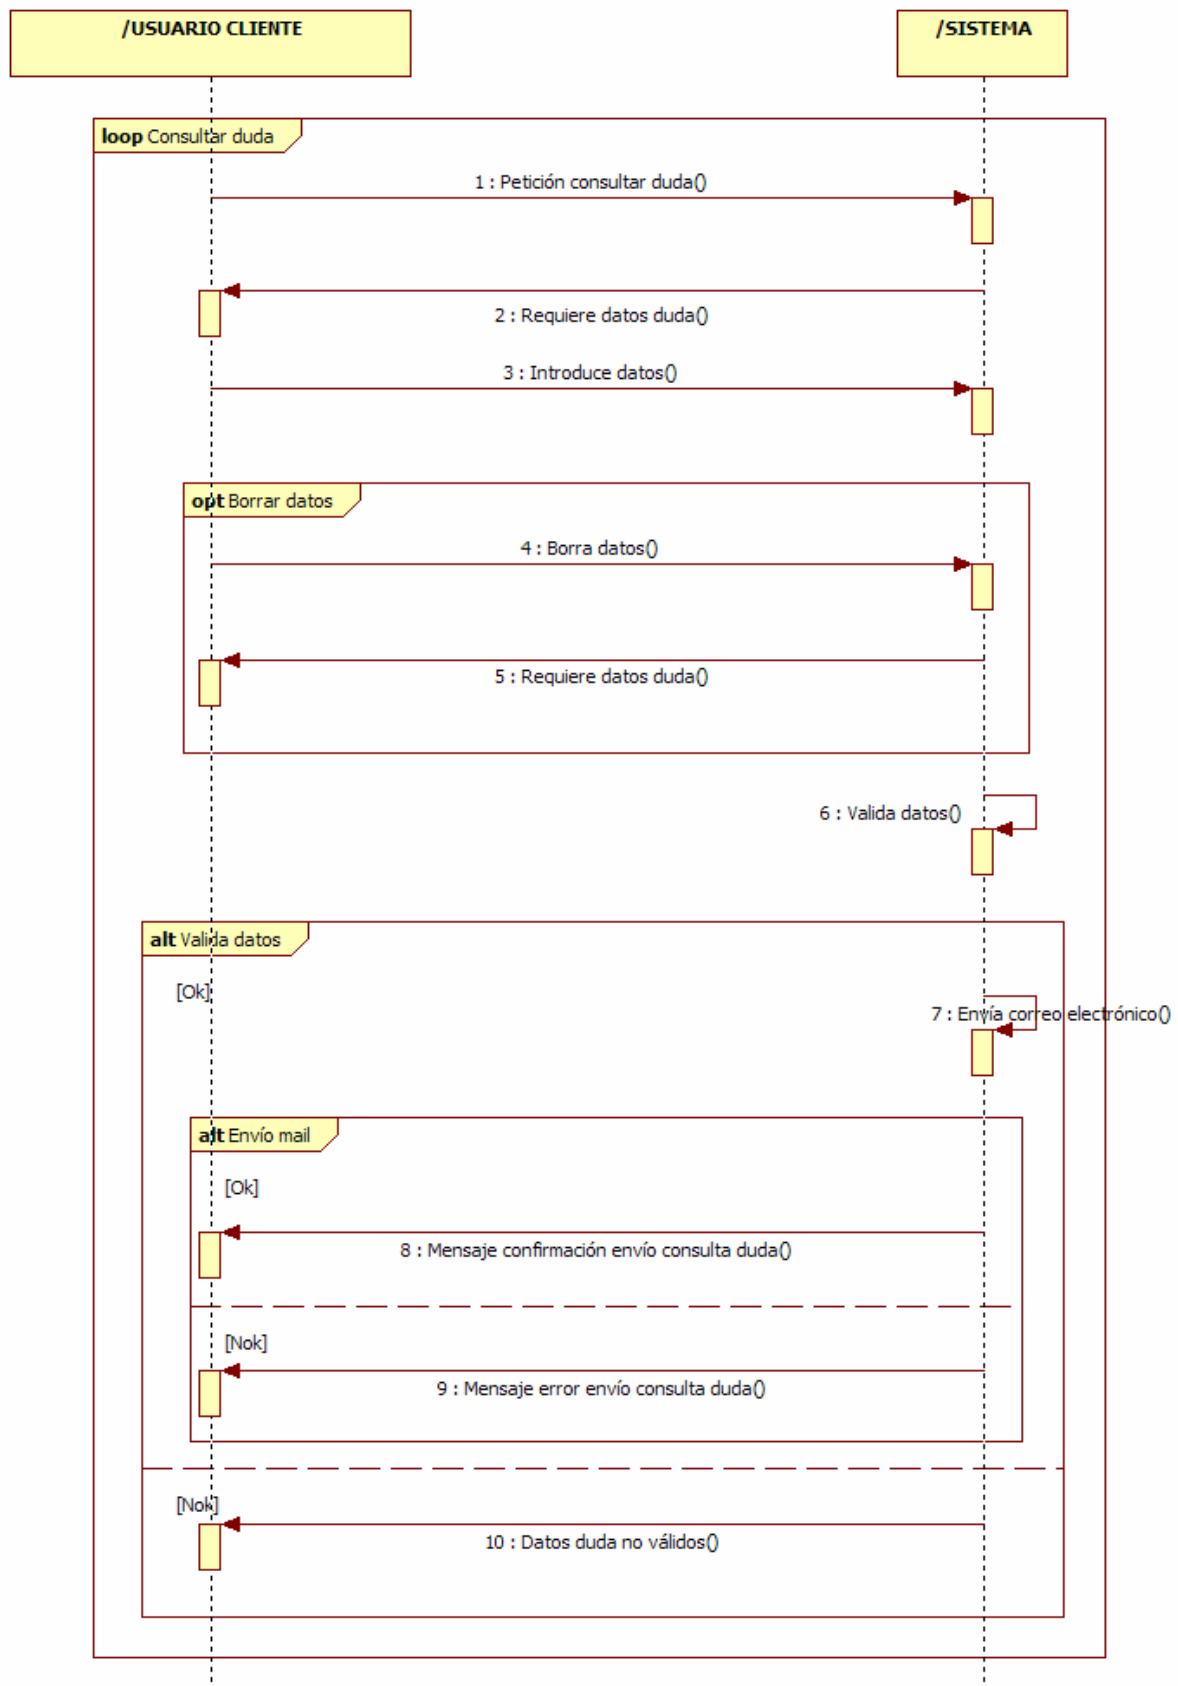 /USUARIO CLIENTE
/SISTEMA
loop Consultar duda
1 : Petición consultar duda()
2 : Requiere datos duda()
3 : Introduce datos()
opt Borrar datos
4 : Borra datos()
5 : Requiere datos duda()
6 : Valida datos()
alt Valida datos
[Ok]
7 : Envía correo electrónico()
alt Envío mail
[Ok]
8 : Mensaje confirmación envío consulta duda()
[Nok]
9 : Mensaje error envío consulta duda()
[Nok]
10 : Datos duda no válidos()